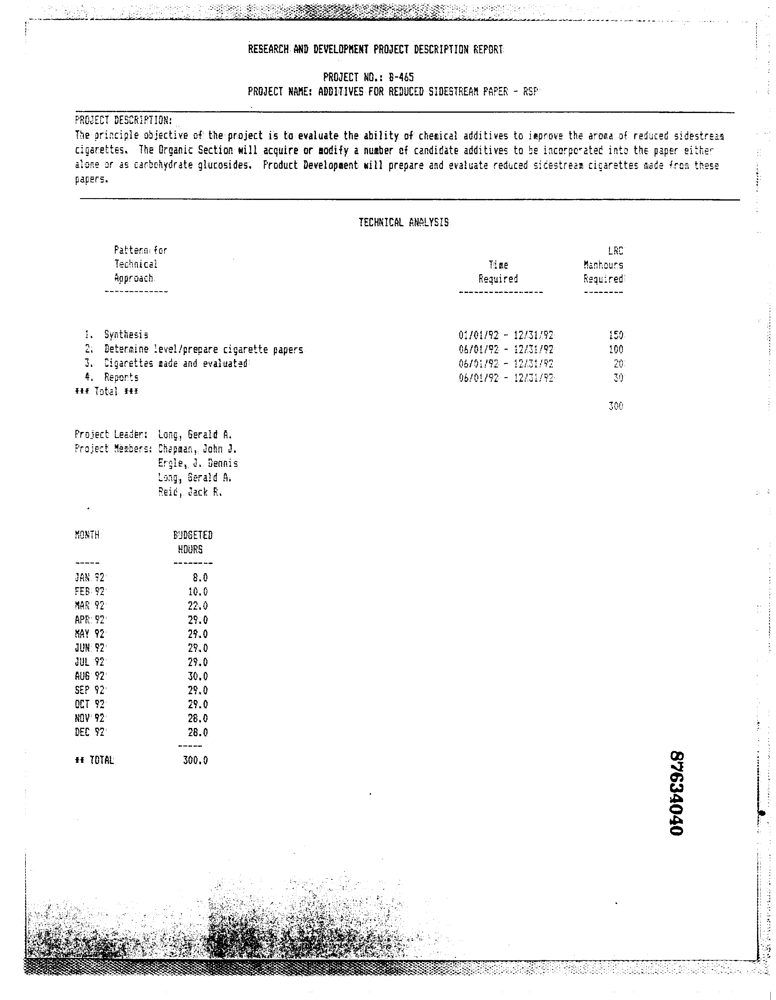 RESEARCH AND DEVELOPMENT PROJECT DESCRIPTION REPORT
PROJECT NO.: B-465
PROJECT NAME: ADDITIVES FOR REDUCED SIDESTREAM PAPER - RSP
PROJECT DESCRIPTION:
The principle objective of the project is to evaluate the ability of chemical additives to improve the aroma of reduced sidestream
cigarettes. The Organic Section will acquire or modify a number of candidate additives to be incorporated into the paper either
alone or as carbohydrate glucosides. Product Development will prepare and evaluate reduced sidestream cigarettes made from these
papers.
TECHNICAL ANALYSIS
Pattern for LRC
Technical Time Manhours
Approach Required Required
------------- ----------------- --------
1. Synthesis 01/01/92 - 12/31/92 150
2. Determine level/prepare cigarette papers 06/01/92 - 12/31/92 100
3. Cigarettes made and evaluated 06/01/92 - 12/31/92 20
4. Reports 06/01/92 - 12/31/92 30
*** Total ***
300
Project Leader: Long, Gerald A.
Project Members: Chapman, John J.
Ergle, J. Dennis
Long, Gerald A.
Reid, Jack R.
MONTH BUDGETED
HOURS
----- --------
JAN 92 8.0
FEB 92 10.0
MAR 92 22.0
APR 92 29.0
MAY 92 29.0
JUN 92 29.0
JUL 92 29.0
AUG 92 30.0
SEP 92 29.0
OCT 92 29.0
NOV 92 28.0
DEC 92 28.0
-----
** TOTAL 300.0
87634040